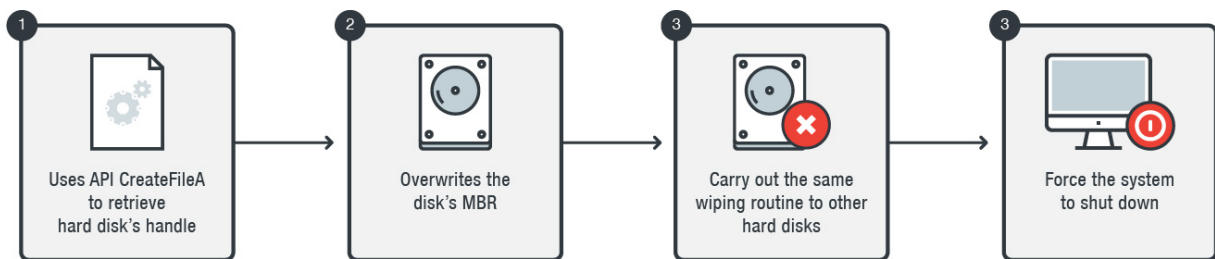 1
Uses API CreateFileA
to retrieve
hard disk's handle
2
Overwrites the
disk's MBR
3
Carry out the same
wiping routine to other
hard disks
3
Force the system
to shut down